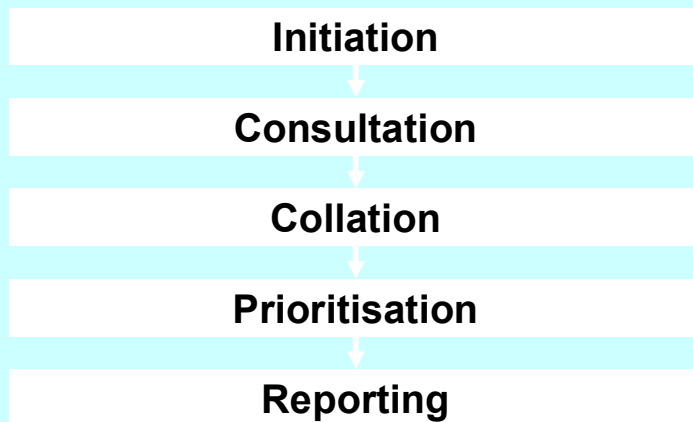 Initiation
Consultation
Collation
Prioritisation
Reporting